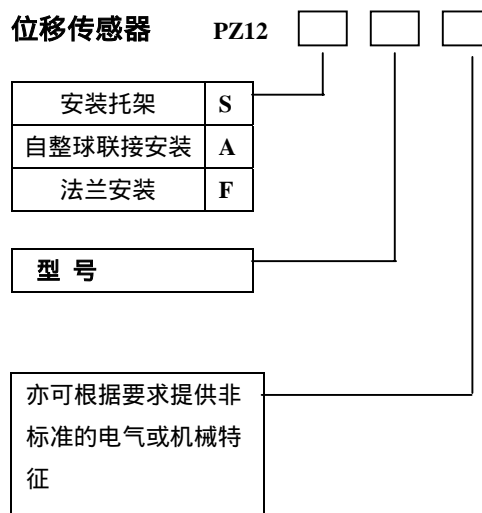 位移传感器 PZ12
安装托架 S
自整球联接安装 A
法兰安装 F
型 号
亦可根据要求提供非
标准的电气或机械特
征